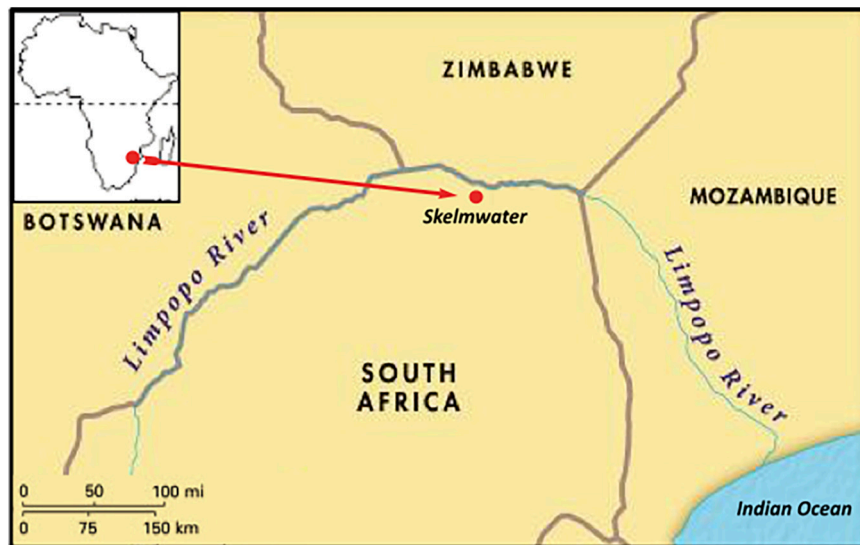 ZIMBABWE
BOTSWANA
Skelmwater
MOZAMBIQUE
Limpopo River
Limpopo River
SOUTH
AFRICA
0 50 100 mi
0 75 150 km
Indian Ocean